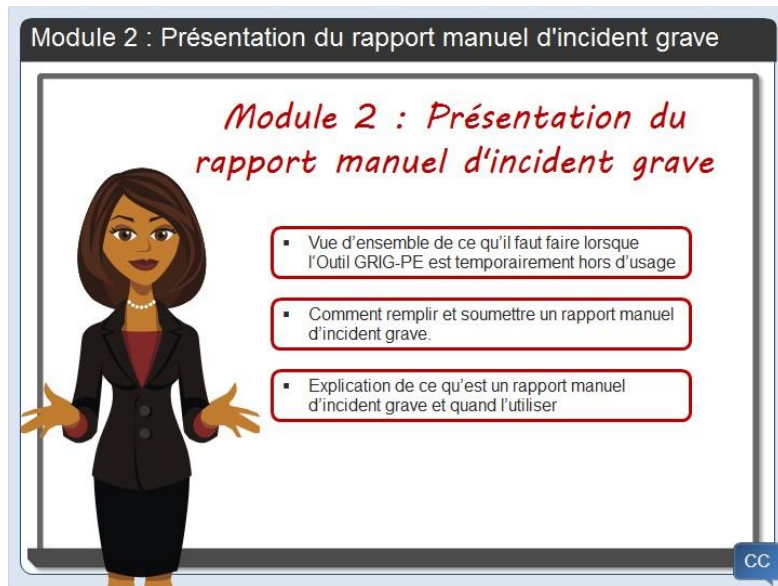 Module 2 : Présentation du rapport manuel d'incident grave
Module 2 : Présentation du
rapport manuel d'incident grave
▪ Vue d’ensemble de ce qu’il faut faire lorsque
l‘Outil GRIG-PE est temporairement hors d’usage
▪ Comment remplir et soumettre un rapport manuel
d’incident grave.
▪ Explication de ce qu’est un rapport manuel
d’incident grave et quand l’utiliser
CC